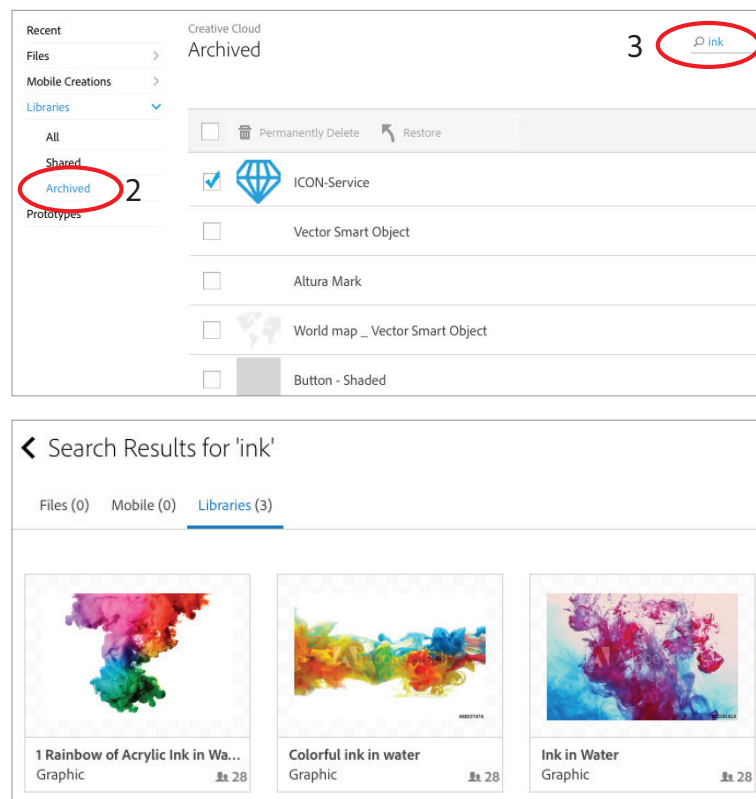 Recent
Files
Mobile Creations
Libraries
All
Shared
Archived
2
Prototypes
Creative Cloud
Archived
3
ink
Permanently Delete
Restore
ICON-Service
Vector Smart Object
Altura Mark
World map _ Vector Smart Object
Button - Shaded
Search Results for 'ink'
Files (0) Mobile (0) Libraries (3)
1 Rainbow of Acrylic Ink in Wa...
Graphic 28
Colorful ink in water
Graphic 28
Ink in Water
Graphic 28